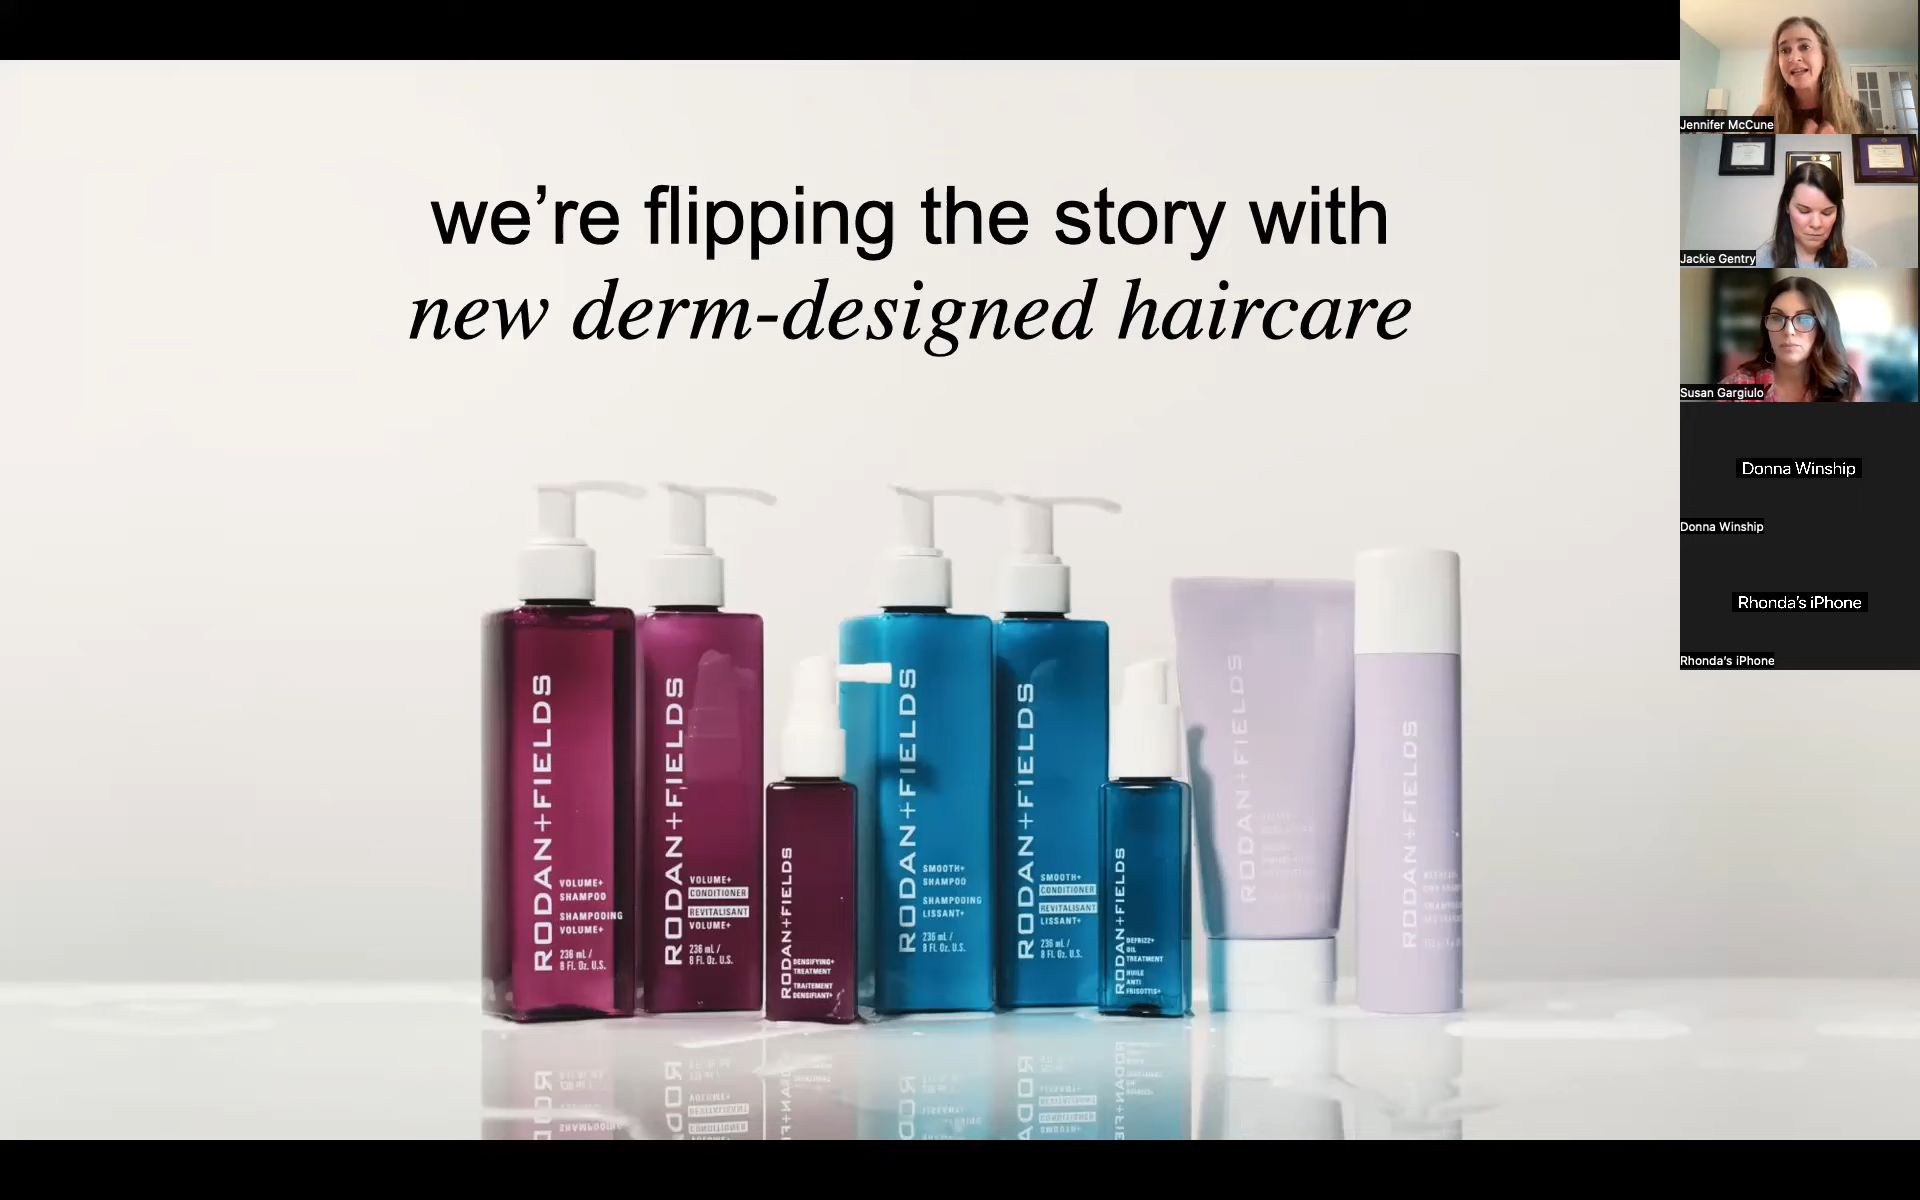 we’re flipping the story with
new derm-designed haircare
RODAN+FIELDS
VOLUME+
SHAMPOO
SHAMPOOING
VOLUME+
236 mL /
8 Fl. Oz. U.S.
RODAN+FIELDS
VOLUME+
CONDITIONER
REVITALISANT
VOLUME+
236 mL /
8 Fl. Oz. U.S.
RODAN+FIELDS
DENSIFYING+
TREATMENT
TRAITEMENT
DENSIFIANT+
RODAN+FIELDS
SMOOTH+
SHAMPOO
SHAMPOOING
LISSANT+
236 mL /
8 Fl. Oz. U.S.
RODAN+FIELDS
SMOOTH+
CONDITIONER
REVITALISANT
LISSANT+
236 mL /
8 Fl. Oz. U.S.
RODAN+FIELDS
DEFRIZZ+
OIL
TREATMENT
HUILE
ANTI
FRISOTTIS+
RODAN+FIELDS
RODAN+FIELDS
Jennifer McCune
Jackie Gentry
Susan Gargiulo
Donna Winship
Donna Winship
Rhonda’s iPhone
Rhonda’s iPhone